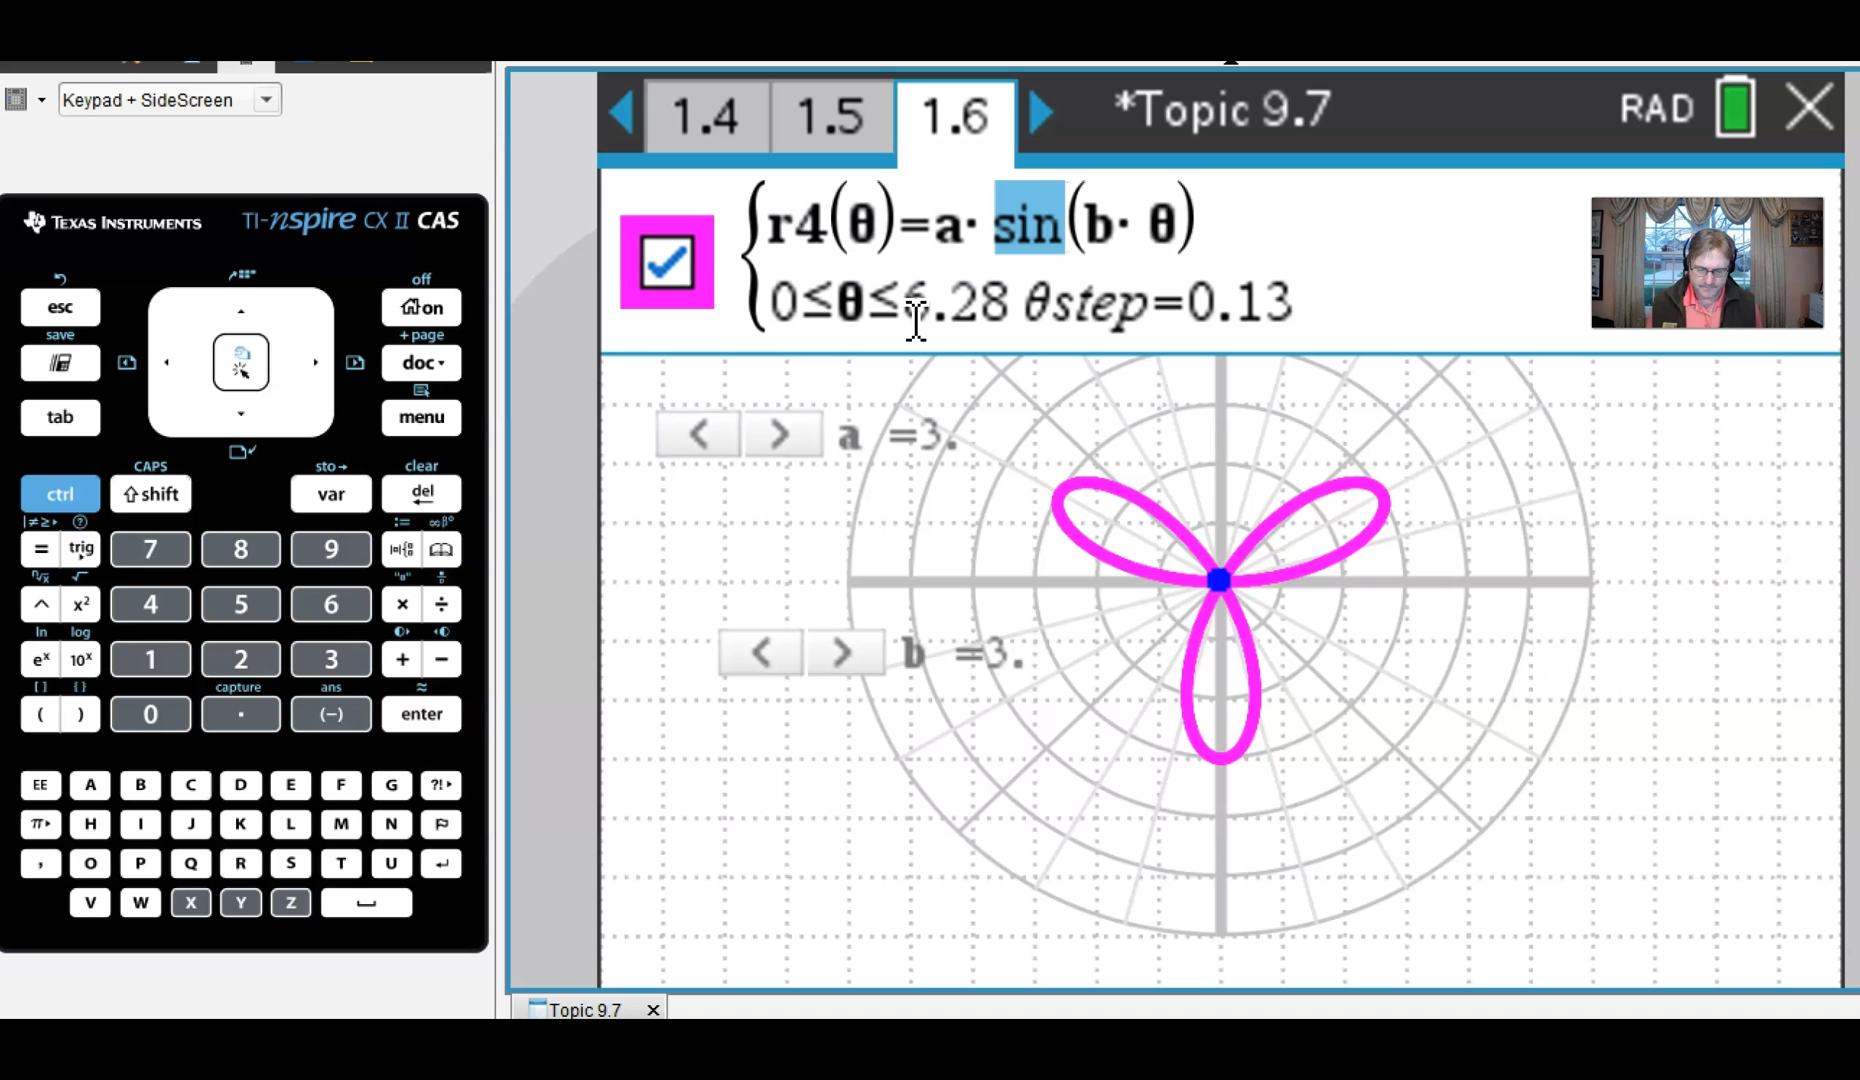 Keypad + SideScreen
1.4 1.5 1.6 *Topic 9.7 RAD
r4(θ)=a· sin(b· θ)
0≤θ≤6.28 θstep=0.13
a =3.
b =3.
Topic 9.7
TEXAS INSTRUMENTS TI-nspire CX II CAS
off
esc on
save + page
doc
tab menu
CAPS sto→ clear
ctrl ⇧shift var del
|≠≥▸ ? := ∞β°
= trig 7 8 9
ⁿ√x √ "□" ÷
^ x² 4 5 6 × ÷
ln log
eˣ 10ˣ 1 2 3 + −
[ ] { } capture ans ≈
( ) 0 . (−) enter
EE A B C D E F G ?!▸
π▸ H I J K L M N
, O P Q R S T U ↵
V W X Y Z